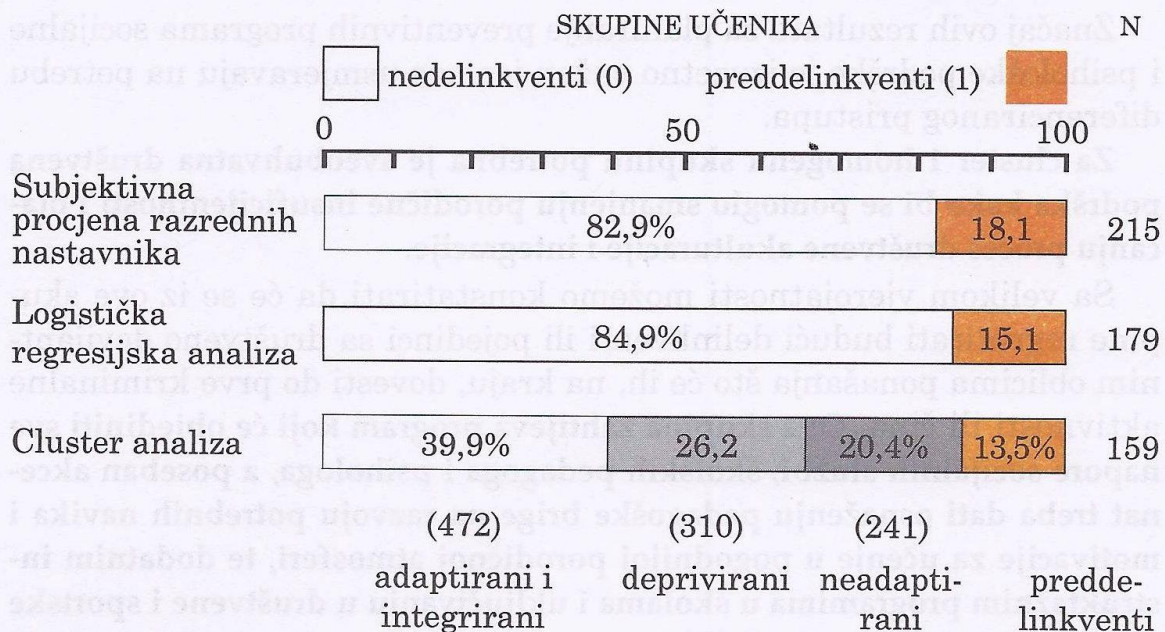 SKUPINE UČENIKA N
nedelinkventi (0) preddelinkventi (1)
0 50 100
Subjektivna
procjena razrednih
nastavnika
82,9% 18,1 215
Logistička
regresijska analiza
84,9% 15,1 179
Cluster analiza 39,9% 26,2 20,4% 13,5% 159
(472) (310) (241)
adaptirani i deprivirani neadapti- predde-
integrirani rani linkventi